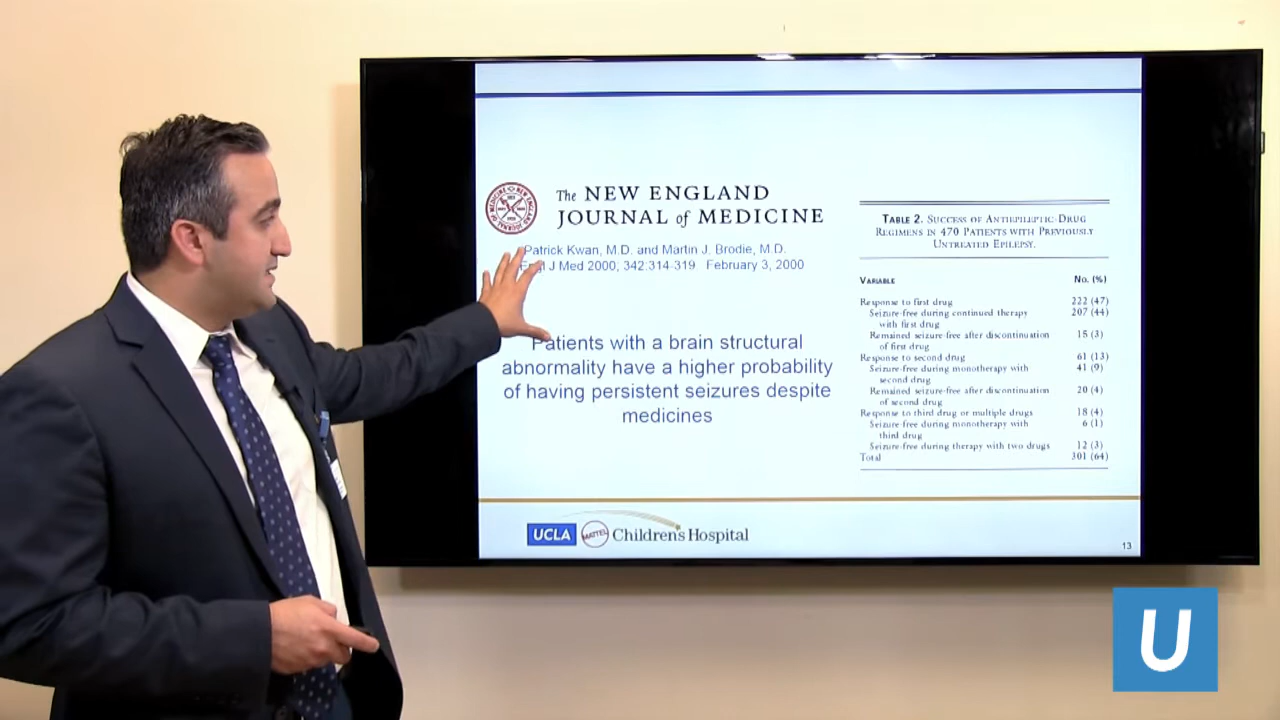 The NEW ENGLAND
JOURNAL of MEDICINE
Patrick Kwan, M.D. and Martin J. Brodie, M.D.
J Med 2000; 342:314-319 February 3, 2000
Patients with a brain structural
abnormality have a higher probability
of having persistent seizures despite
medicines
TABLE 2. SUCCESS OF ANTIEPILEPTIC-DRUG
REGIMENS IN 470 PATIENTS WITH PREVIOUSLY
UNTREATED EPILEPSY.
VARIABLE NO. (%)
Response to first drug 222 (47)
Seizure-free during continued therapy 207 (44)
with first drug
Remained seizure-free after discontinuation 15 (3)
of first drug
Response to second drug 61 (13)
Seizure-free during monotherapy with 41 (9)
second drug
Remained seizure-free after discontinuation 20 (4)
of second drug
Response to third drug or multiple drugs 18 (4)
Seizure-free during monotherapy with 6 (1)
third drug
Seizure-free during therapy with two drugs 12 (3)
Total 301 (64)
UCLA MATTEL Children's Hospital
13
U